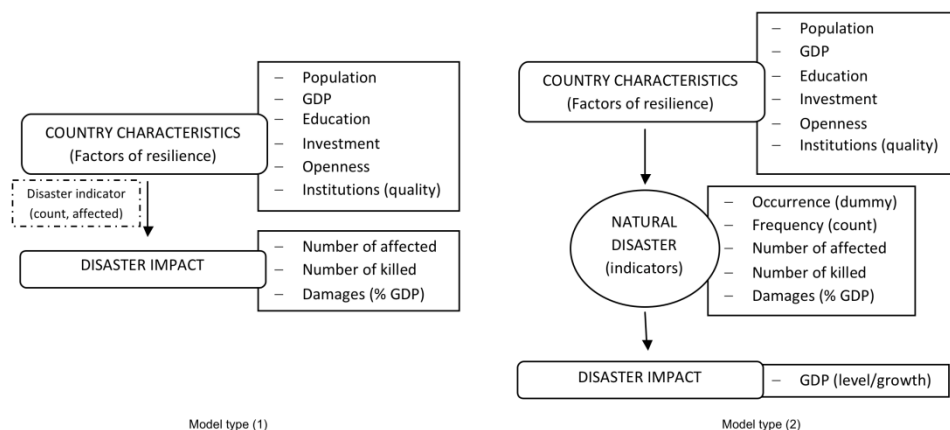 COUNTRY CHARACTERISTICS
(Factors of resilience)
– Population
– GDP
– Education
– Investment
– Openness
– Institutions (quality)
Disaster indicator
(count, affected)
DISASTER IMPACT
– Number of affected
– Number of killed
– Damages (% GDP)
Model type (1)
COUNTRY CHARACTERISTICS
(Factors of resilience)
– Population
– GDP
– Education
– Investment
– Openness
– Institutions (quality)
NATURAL
DISASTER
(indicators)
– Occurrence (dummy)
– Frequency (count)
– Number of affected
– Number of killed
– Damages (% GDP)
DISASTER IMPACT
– GDP (level/growth)
Model type (2)